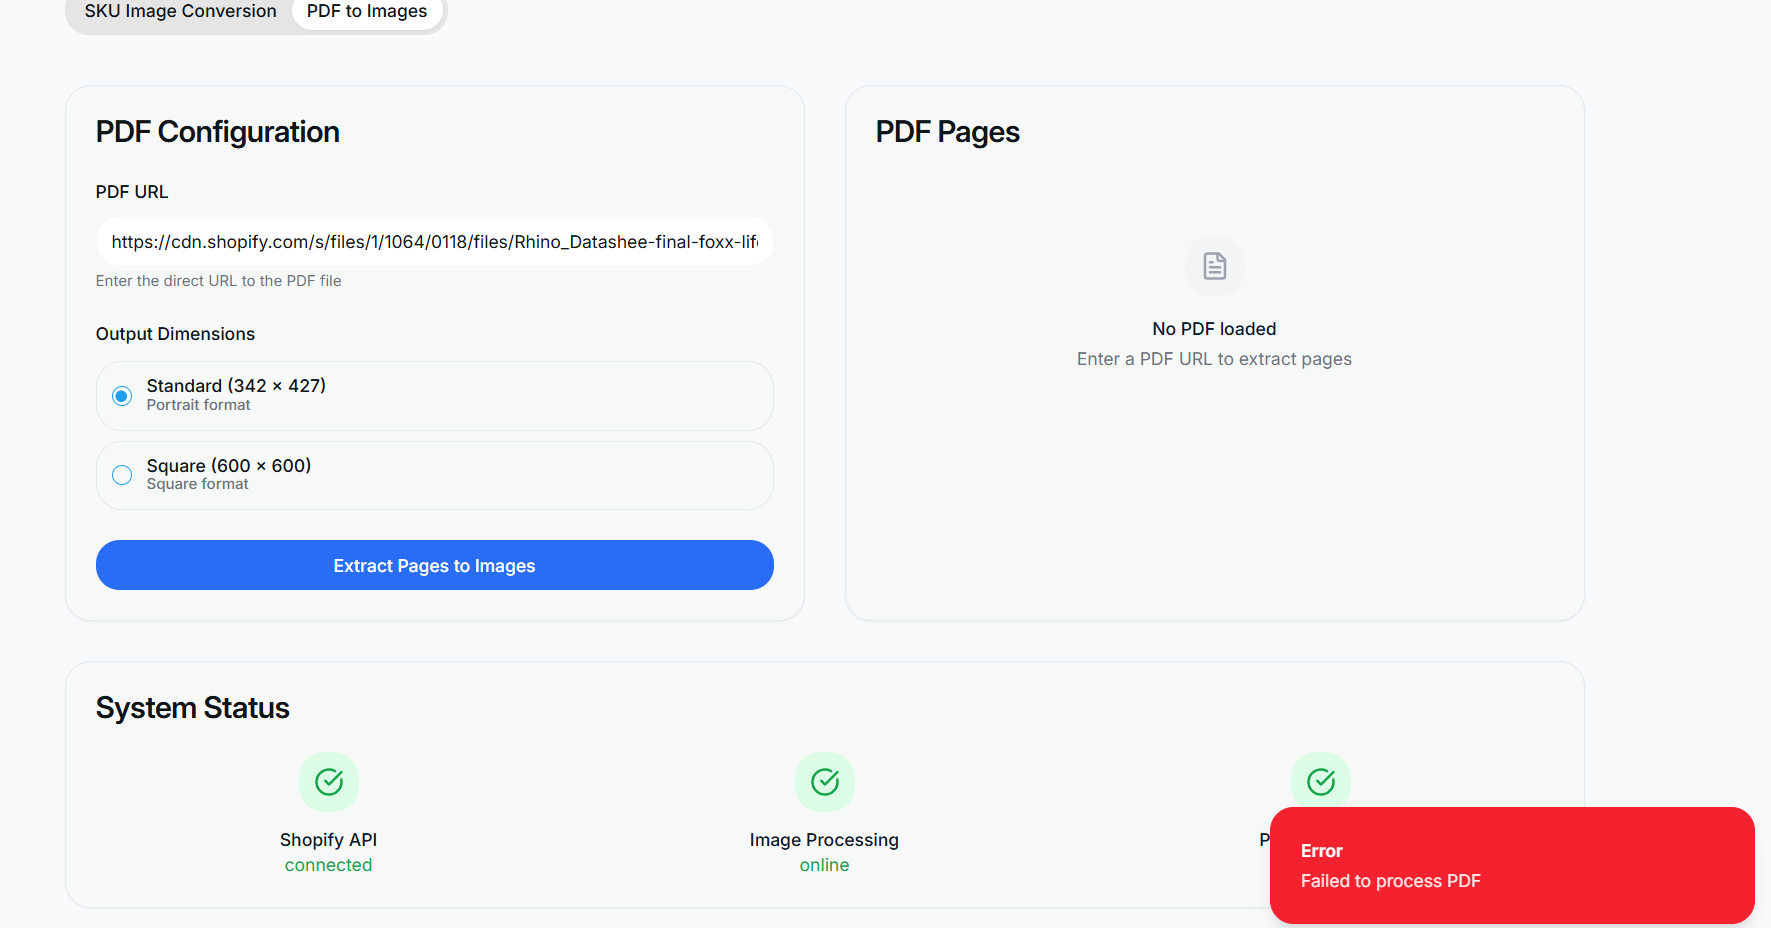 SKU Image Conversion
PDF to Images
PDF Configuration
PDF URL
https://cdn.shopify.com/s/files/1/1064/0118/files/Rhino_Datashee-final-foxx-life
Enter the direct URL to the PDF file
Output Dimensions
Standard (342 × 427)
Portrait format
Square (600 × 600)
Square format
Extract Pages to Images
PDF Pages
No PDF loaded
Enter a PDF URL to extract pages
System Status
Shopify API
connected
Image Processing
online
P
Error
Failed to process PDF